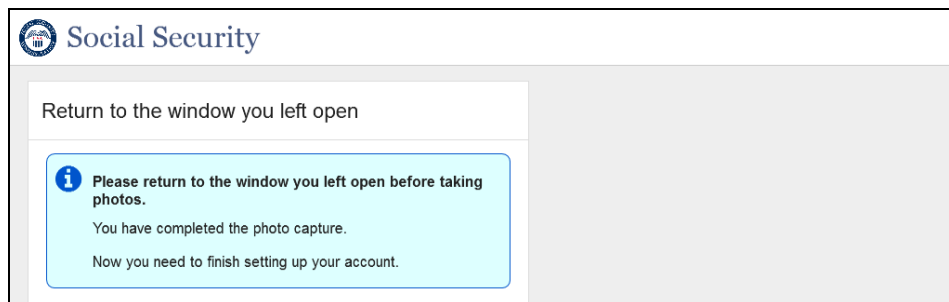 Social Security
Return to the window you left open
Please return to the window you left open before taking
photos.
You have completed the photo capture.
Now you need to finish setting up your account.